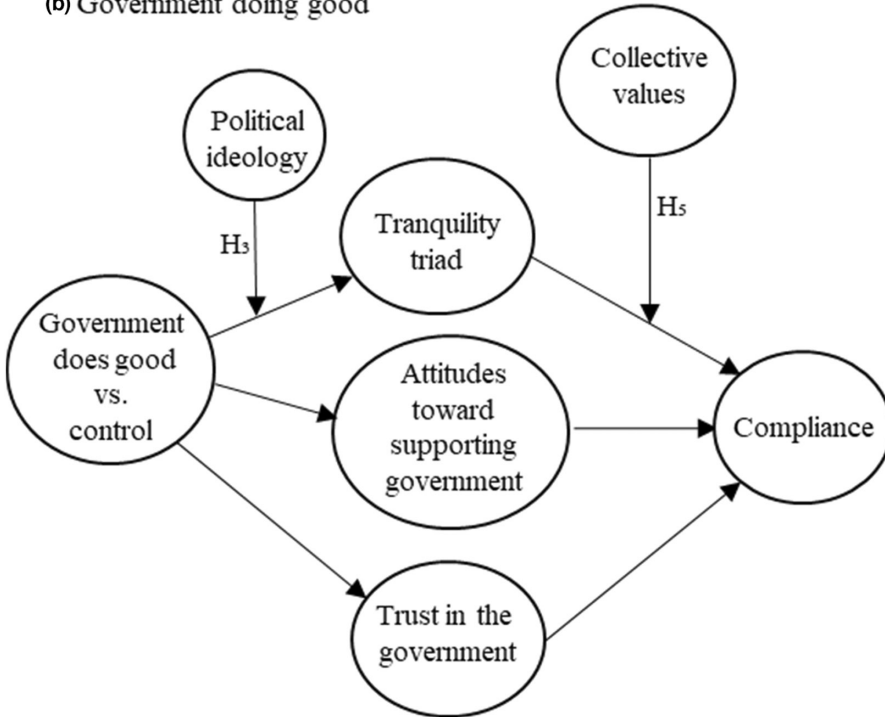 (b) Government doing good
Collective
values
Political
ideology
H5
Tranquility
triad
H3
Government
does good
vs.
control
Attitudes
toward
supporting
government
Compliance
Trust in the
government